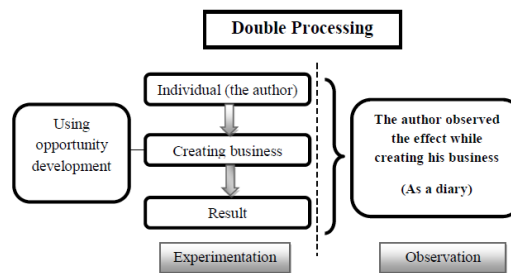 Double Processing
Individual (the author)
Using
opportunity
development
Creating business
Result
The author observed
the effect while
creating his business
(As a diary)
Experimentation
Observation